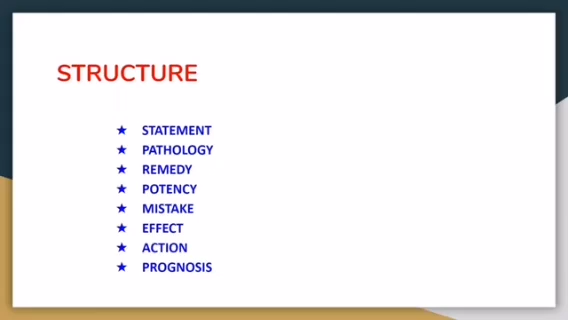 STRUCTURE
★ STATEMENT
★ PATHOLOGY
★ REMEDY
★ POTENCY
★ MISTAKE
★ EFFECT
★ ACTION
★ PROGNOSIS